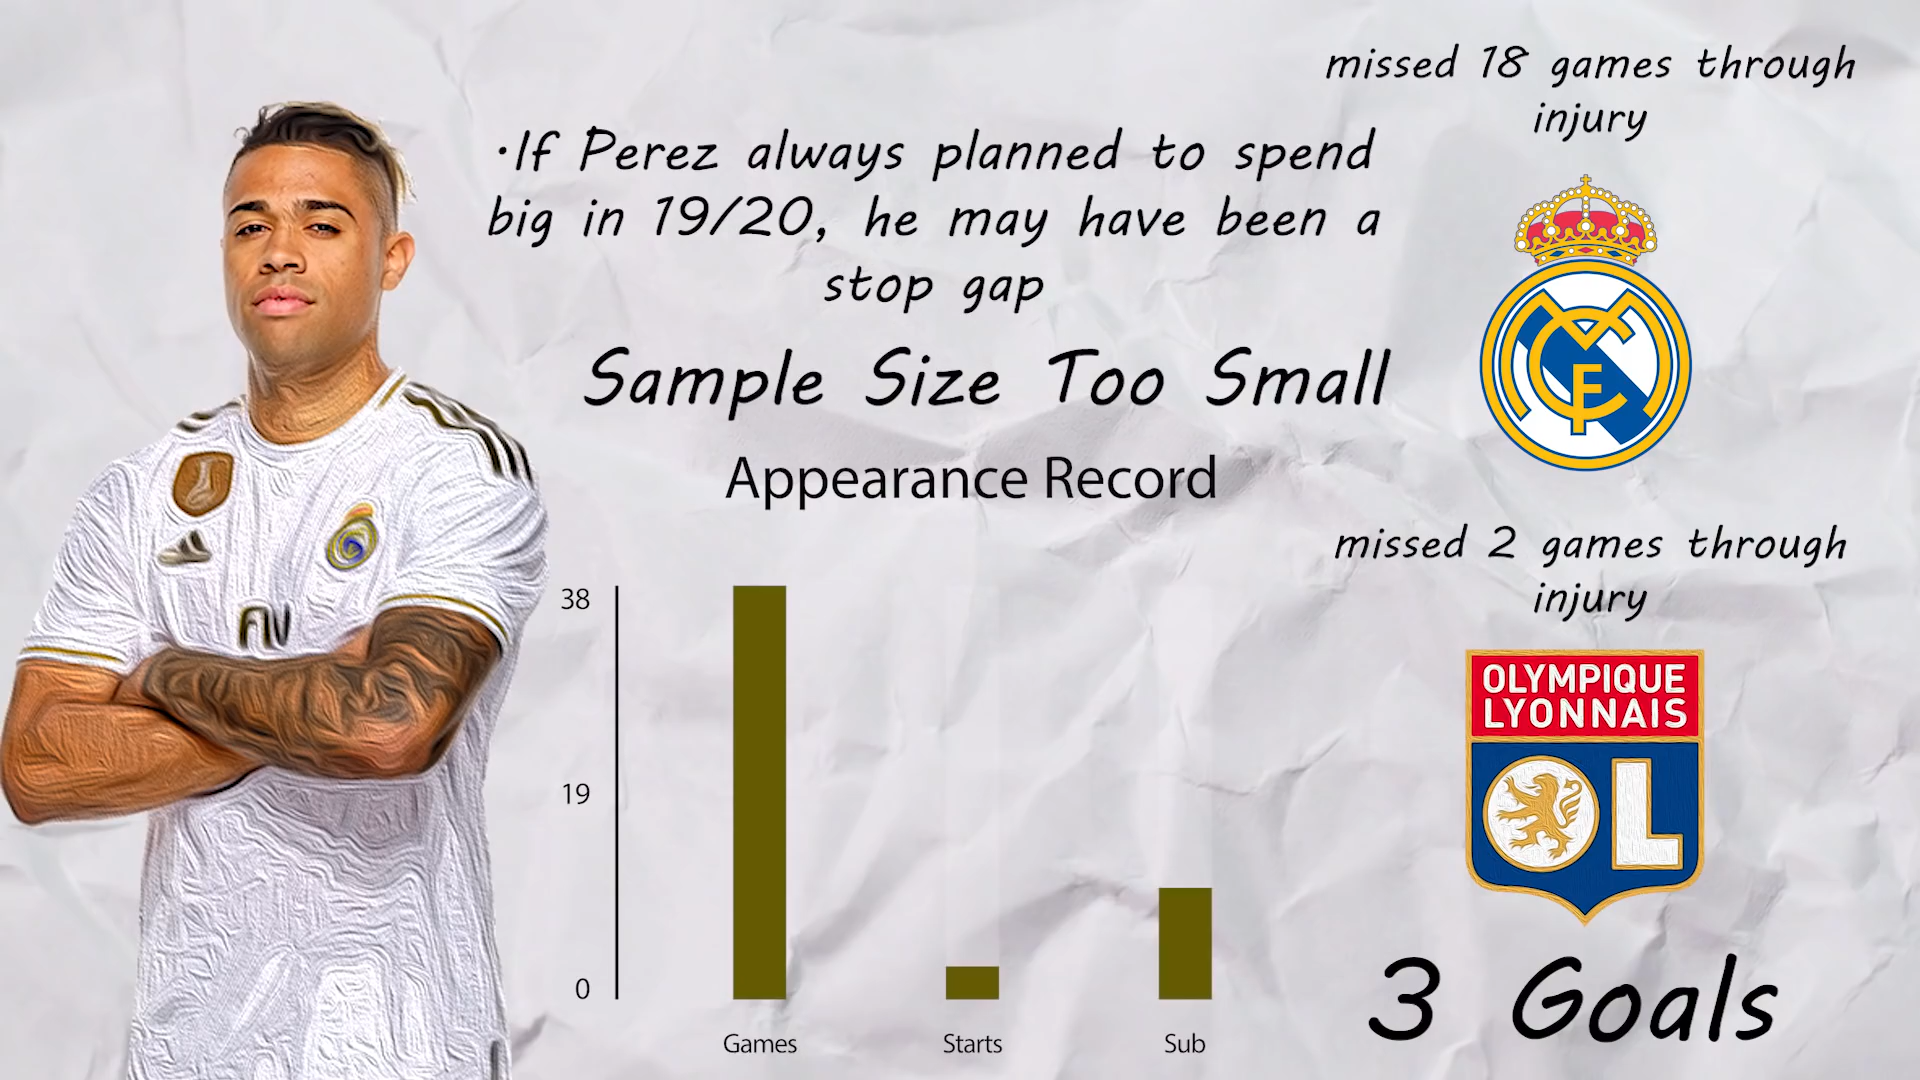 missed 18 games through
injury
·If Perez always planned to spend
big in 19/20, he may have been a
stop gap
Sample Size Too Small
Appearance Record
38
19
0
Games
Starts
Sub
missed 2 games through
injury
OLYMPIQUE
LYONNAIS
OL
3 Goals